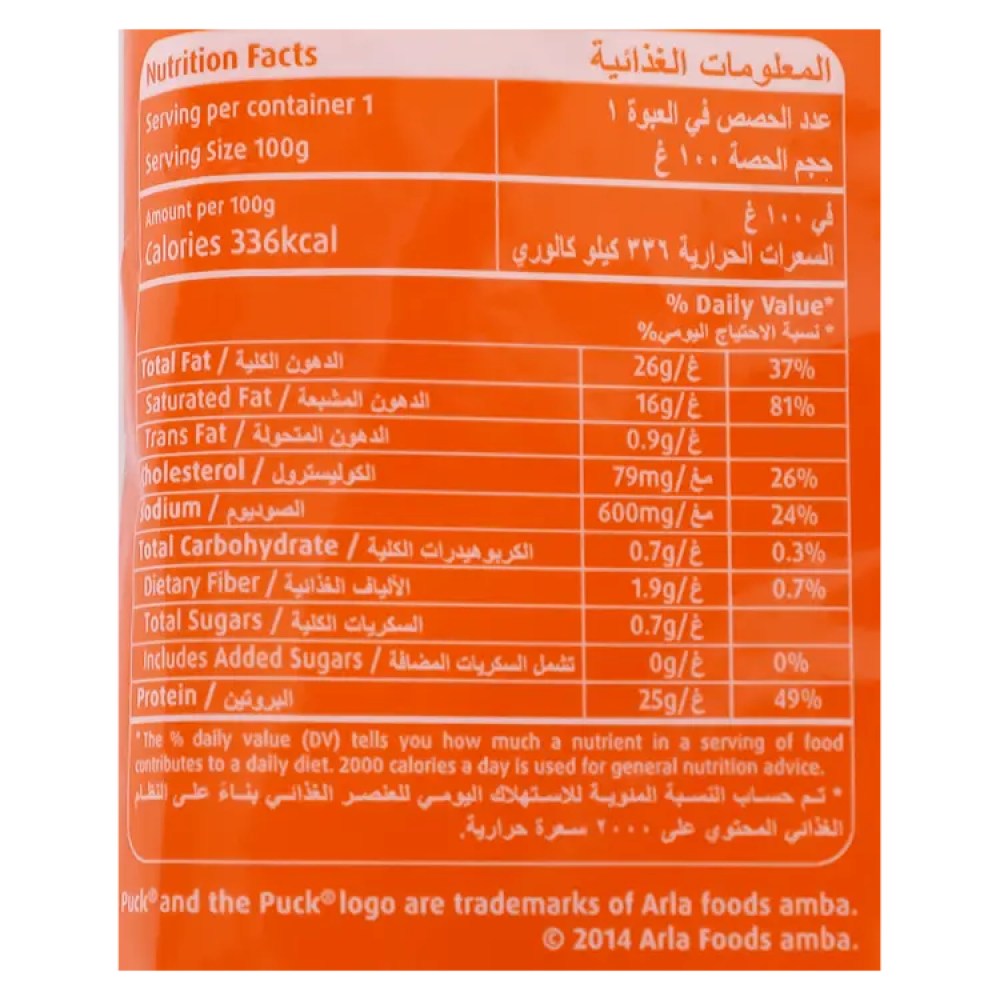 Nutrition Facts المعلومات الغذائية
Serving per container 1 عدد الحصص في العبوة ١
Serving Size 100g حجم الحصة ١٠٠ غ
Amount per 100g في ١٠٠ غ
Calories 336kcal السعرات الحرارية ٣٣٦ كيلو كالوري
% Daily Value*
* نسبة الاحتياج اليومي%
Total Fat / الدهون الكلية 26g/غ 37%
Saturated Fat / الدهون المشبعة 16g/غ 81%
Trans Fat / الدهون المتحولة 0.9g/غ
Cholesterol / الكوليسترول 79mg/مغ 26%
Sodium / الصوديوم 600mg/مغ 24%
Total Carbohydrate / الكربوهيدرات الكلية 0.7g/غ 0.3%
Dietary Fiber / الألياف الغذائية 1.9g/غ 0.7%
Total Sugars / السكريات الكلية 0.7g/غ
Includes Added Sugars / تشمل السكريات المضافة 0g/غ 0%
Protein / البروتين 25g/غ 49%
*The % daily value (DV) tells you how much a nutrient in a serving of food
contributes to a daily diet. 2000 calories a day is used for general nutrition advice.
* تم حساب النسبة المئوية للاستهلاك اليومي للعنصر الغذائي بناءً على النظام
الغذائي المحتوي على ٢٠٠٠ سعرة حرارية.
Puck® and the Puck® logo are trademarks of Arla foods amba.
© 2014 Arla Foods amba.